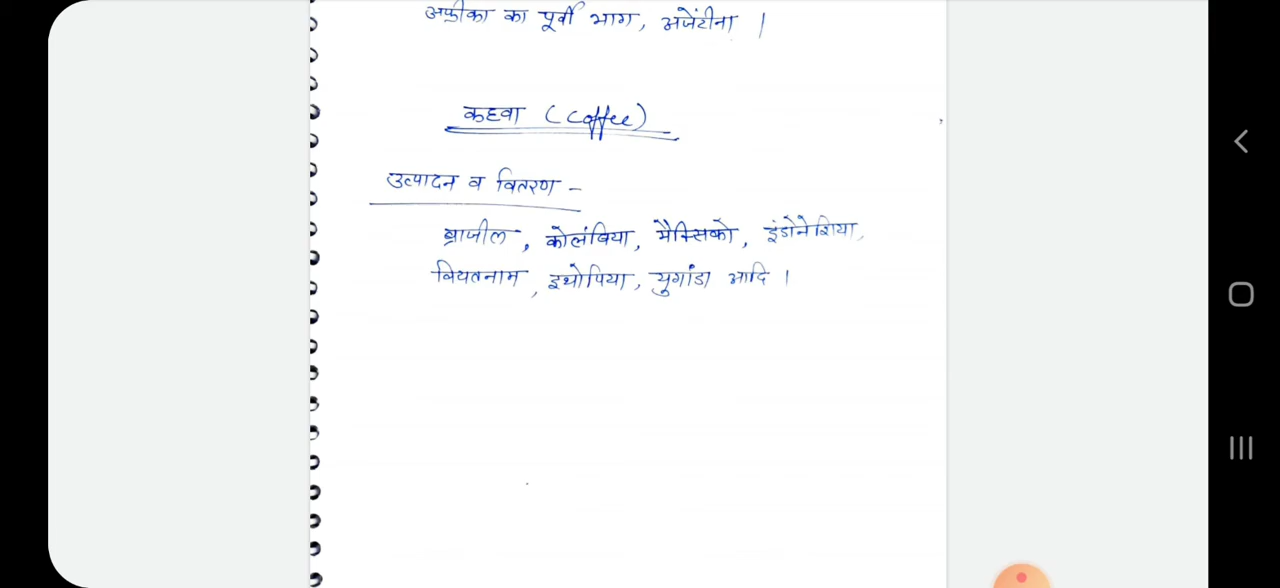 अफ्रीका का पूर्वी भाग, अर्जेंटीना ।
कहवा (Coffee)
उत्पादन व वितरण -
ब्राजील, कोलंबिया, मैक्सिको, इंडोनेशिया,
वियतनाम, इथोपिया, युगांडा आदि ।